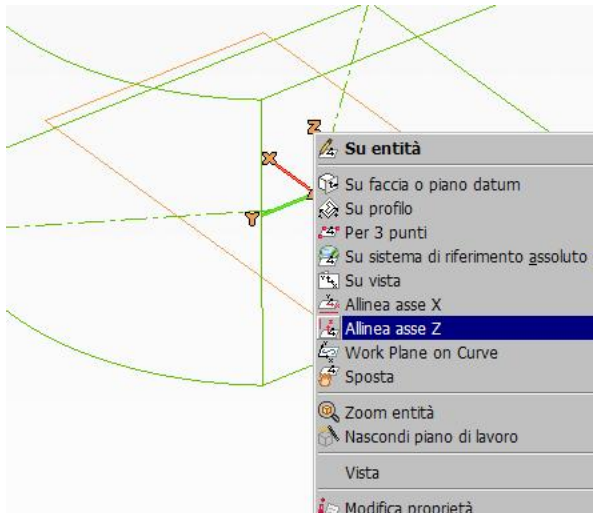 Z
X
Y
Su entità
Su faccia o piano datum
Su profilo
Per 3 punti
Su sistema di riferimento assoluto
Su vista
Allinea asse X
Allinea asse Z
Work Plane on Curve
Sposta
Zoom entità
Nascondi piano di lavoro
Vista
Modifica proprietà